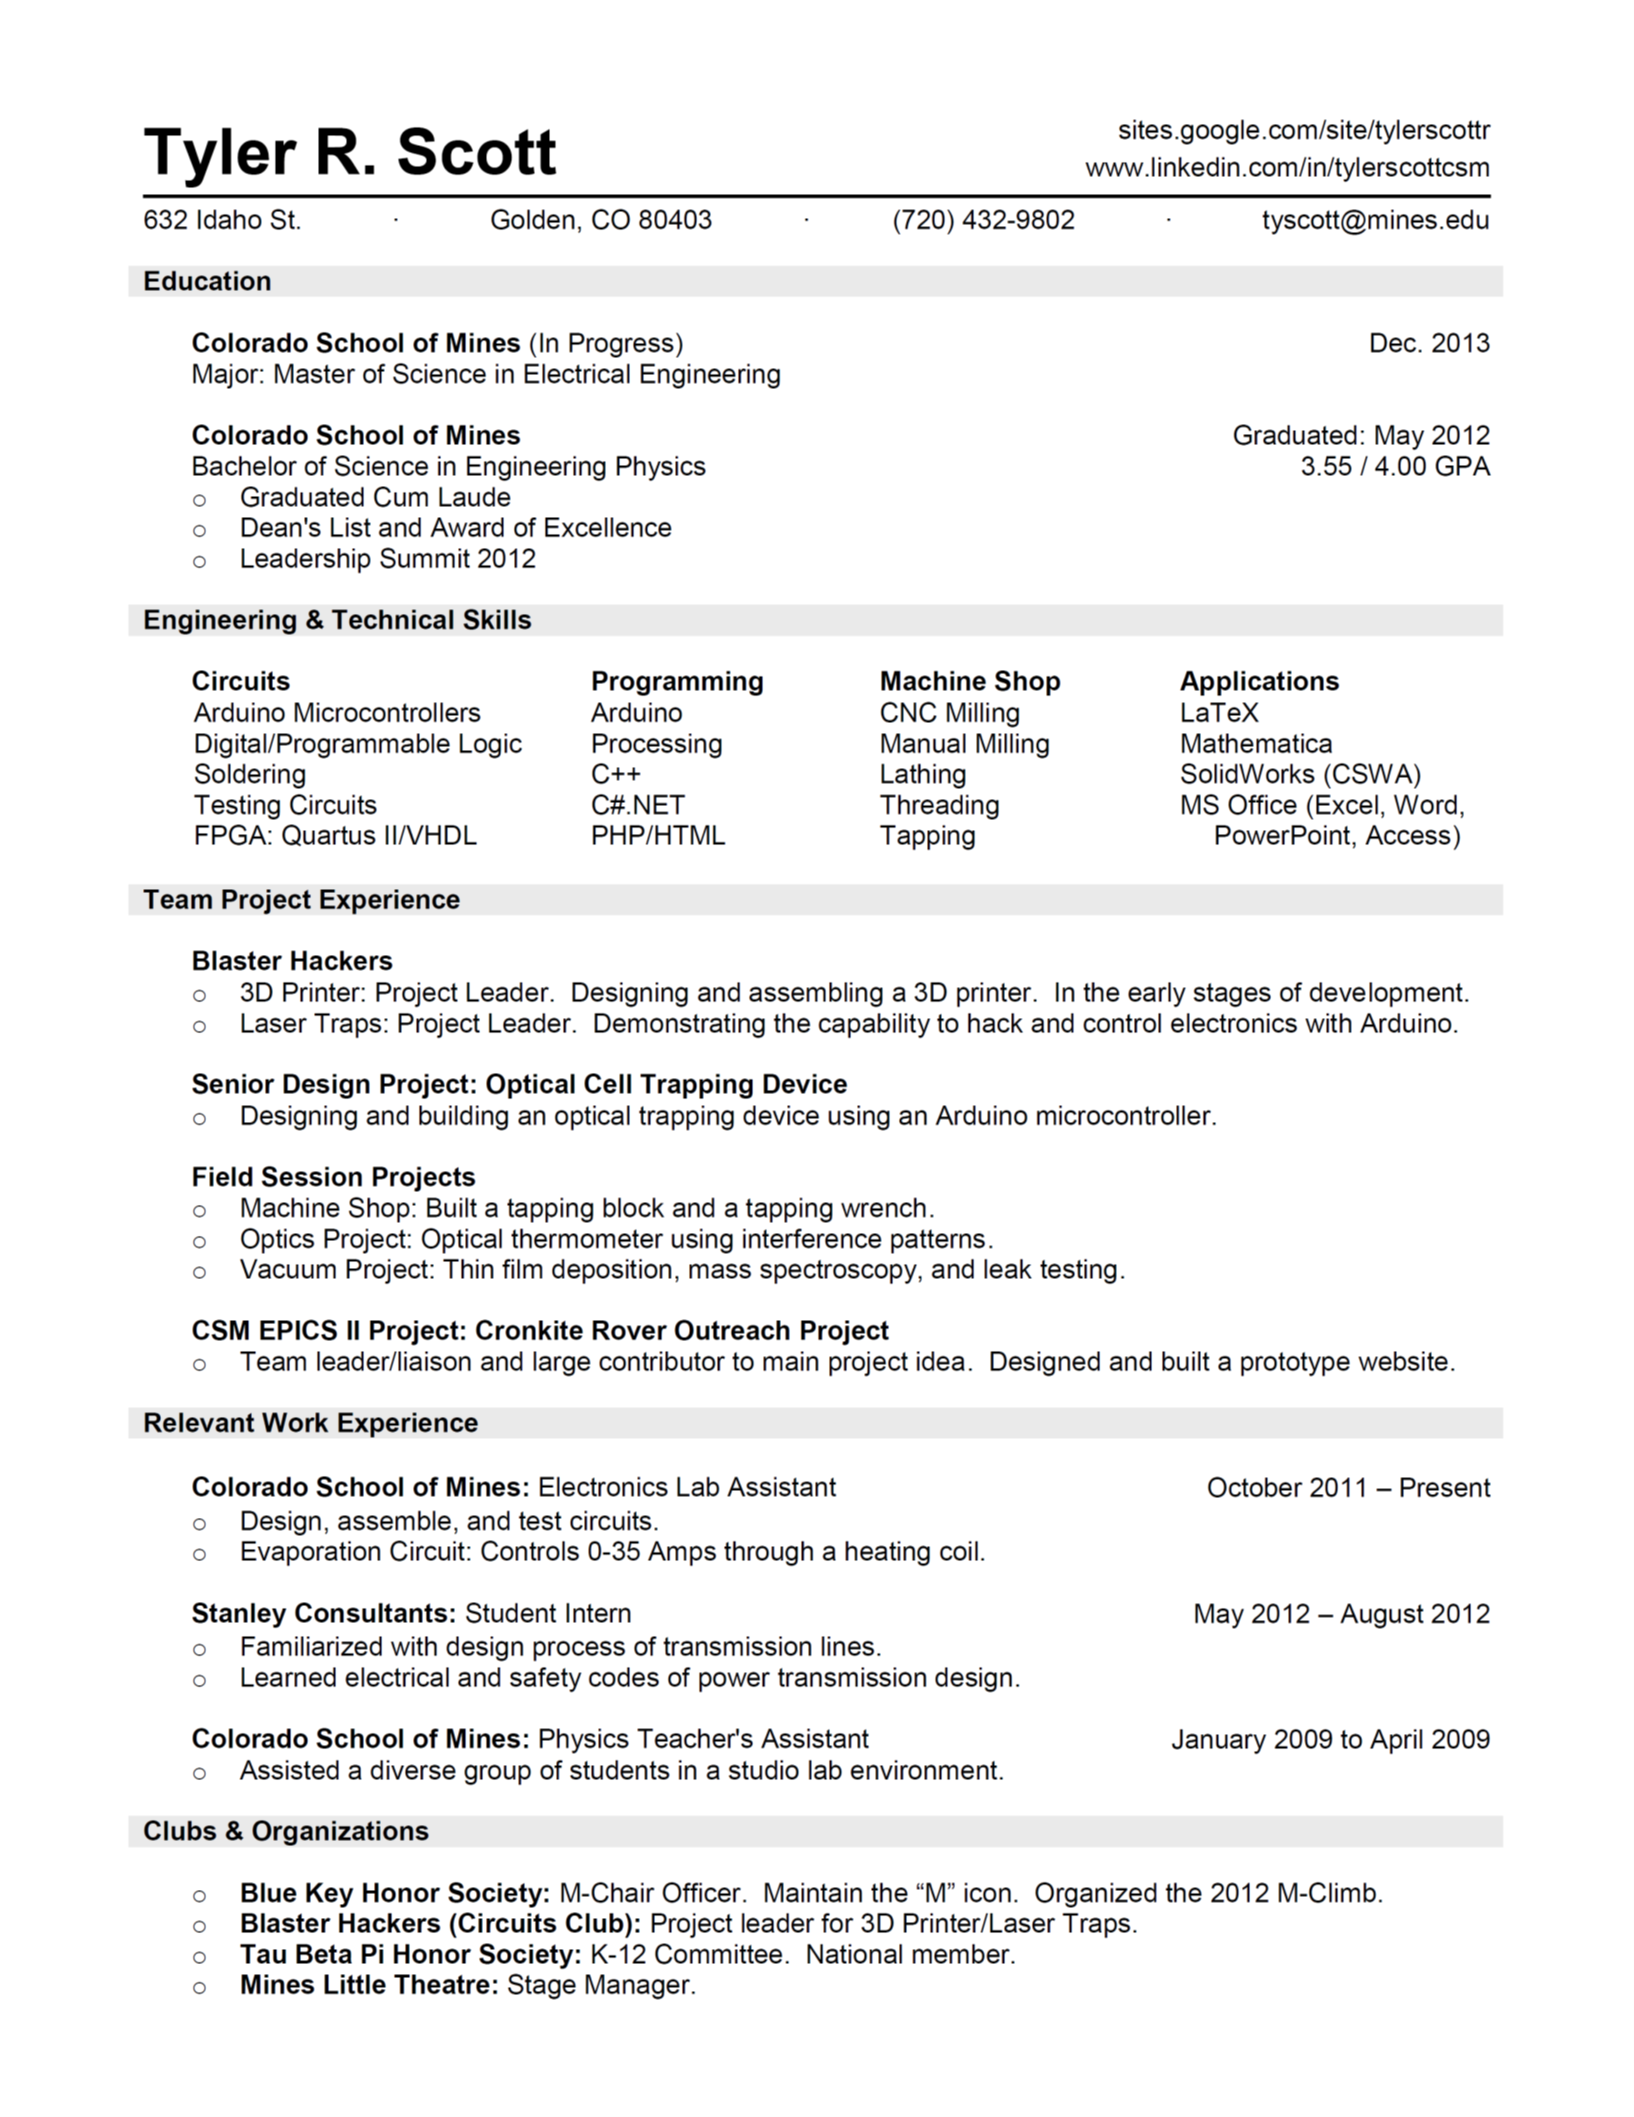 Tyler R. Scott
sites.google.com/site/tylerscottr
www.linkedin.com/in/tylerscottcsm
632 Idaho St. · Golden, CO 80403 · (720) 432-9802 · tyscott@mines.edu
Education
Colorado School of Mines (In Progress) Dec. 2013
Major: Master of Science in Electrical Engineering
Colorado School of Mines Graduated: May 2012
Bachelor of Science in Engineering Physics 3.55 / 4.00 GPA
o Graduated Cum Laude
o Dean's List and Award of Excellence
o Leadership Summit 2012
Engineering & Technical Skills
Circuits Programming Machine Shop Applications
Arduino Microcontrollers Arduino CNC Milling LaTeX
Digital/Programmable Logic Processing Manual Milling Mathematica
Soldering C++ Lathing SolidWorks (CSWA)
Testing Circuits C#.NET Threading MS Office (Excel, Word,
FPGA: Quartus II/VHDL PHP/HTML Tapping PowerPoint, Access)
Team Project Experience
Blaster Hackers
o 3D Printer: Project Leader. Designing and assembling a 3D printer. In the early stages of development.
o Laser Traps: Project Leader. Demonstrating the capability to hack and control electronics with Arduino.
Senior Design Project: Optical Cell Trapping Device
o Designing and building an optical trapping device using an Arduino microcontroller.
Field Session Projects
o Machine Shop: Built a tapping block and a tapping wrench.
o Optics Project: Optical thermometer using interference patterns.
o Vacuum Project: Thin film deposition, mass spectroscopy, and leak testing.
CSM EPICS II Project: Cronkite Rover Outreach Project
o Team leader/liaison and large contributor to main project idea. Designed and built a prototype website.
Relevant Work Experience
Colorado School of Mines: Electronics Lab Assistant October 2011 – Present
o Design, assemble, and test circuits.
o Evaporation Circuit: Controls 0-35 Amps through a heating coil.
Stanley Consultants: Student Intern May 2012 – August 2012
o Familiarized with design process of transmission lines.
o Learned electrical and safety codes of power transmission design.
Colorado School of Mines: Physics Teacher's Assistant January 2009 to April 2009
o Assisted a diverse group of students in a studio lab environment.
Clubs & Organizations
o Blue Key Honor Society: M-Chair Officer. Maintain the “M” icon. Organized the 2012 M-Climb.
o Blaster Hackers (Circuits Club): Project leader for 3D Printer/Laser Traps.
o Tau Beta Pi Honor Society: K-12 Committee. National member.
o Mines Little Theatre: Stage Manager.